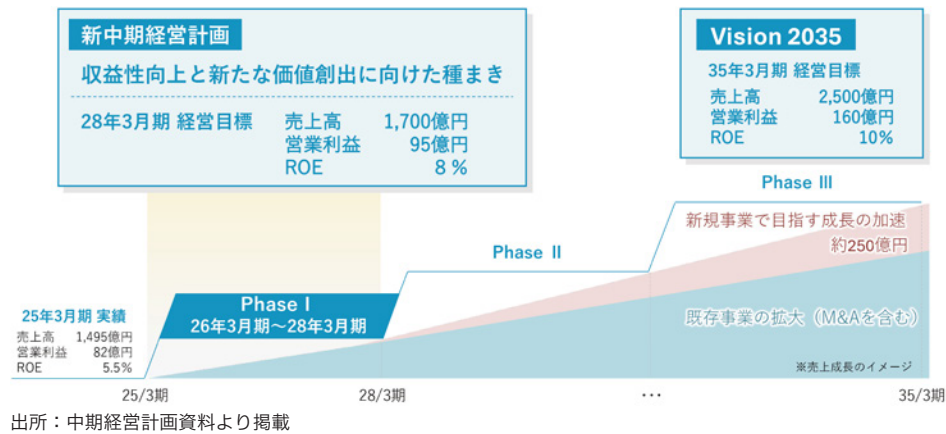 新中期経営計画
収益性向上と新たな価値創出に向けた種まき
28年3月期 経営目標 売上高 1,700億円
営業利益 95億円
ROE 8%
Vision 2035
35年3月期 経営目標
売上高 2,500億円
営業利益 160億円
ROE 10%
Phase III
新規事業で目指す成長の加速
約250億円
Phase II
Phase I
26年3月期～28年3月期
25年3月期 実績
売上高 1,495億円
営業利益 82億円
ROE 5.5%
既存事業の拡大（M&Aを含む）
※売上成長のイメージ
25/3期 28/3期 … 35/3期
出所：中期経営計画資料より掲載